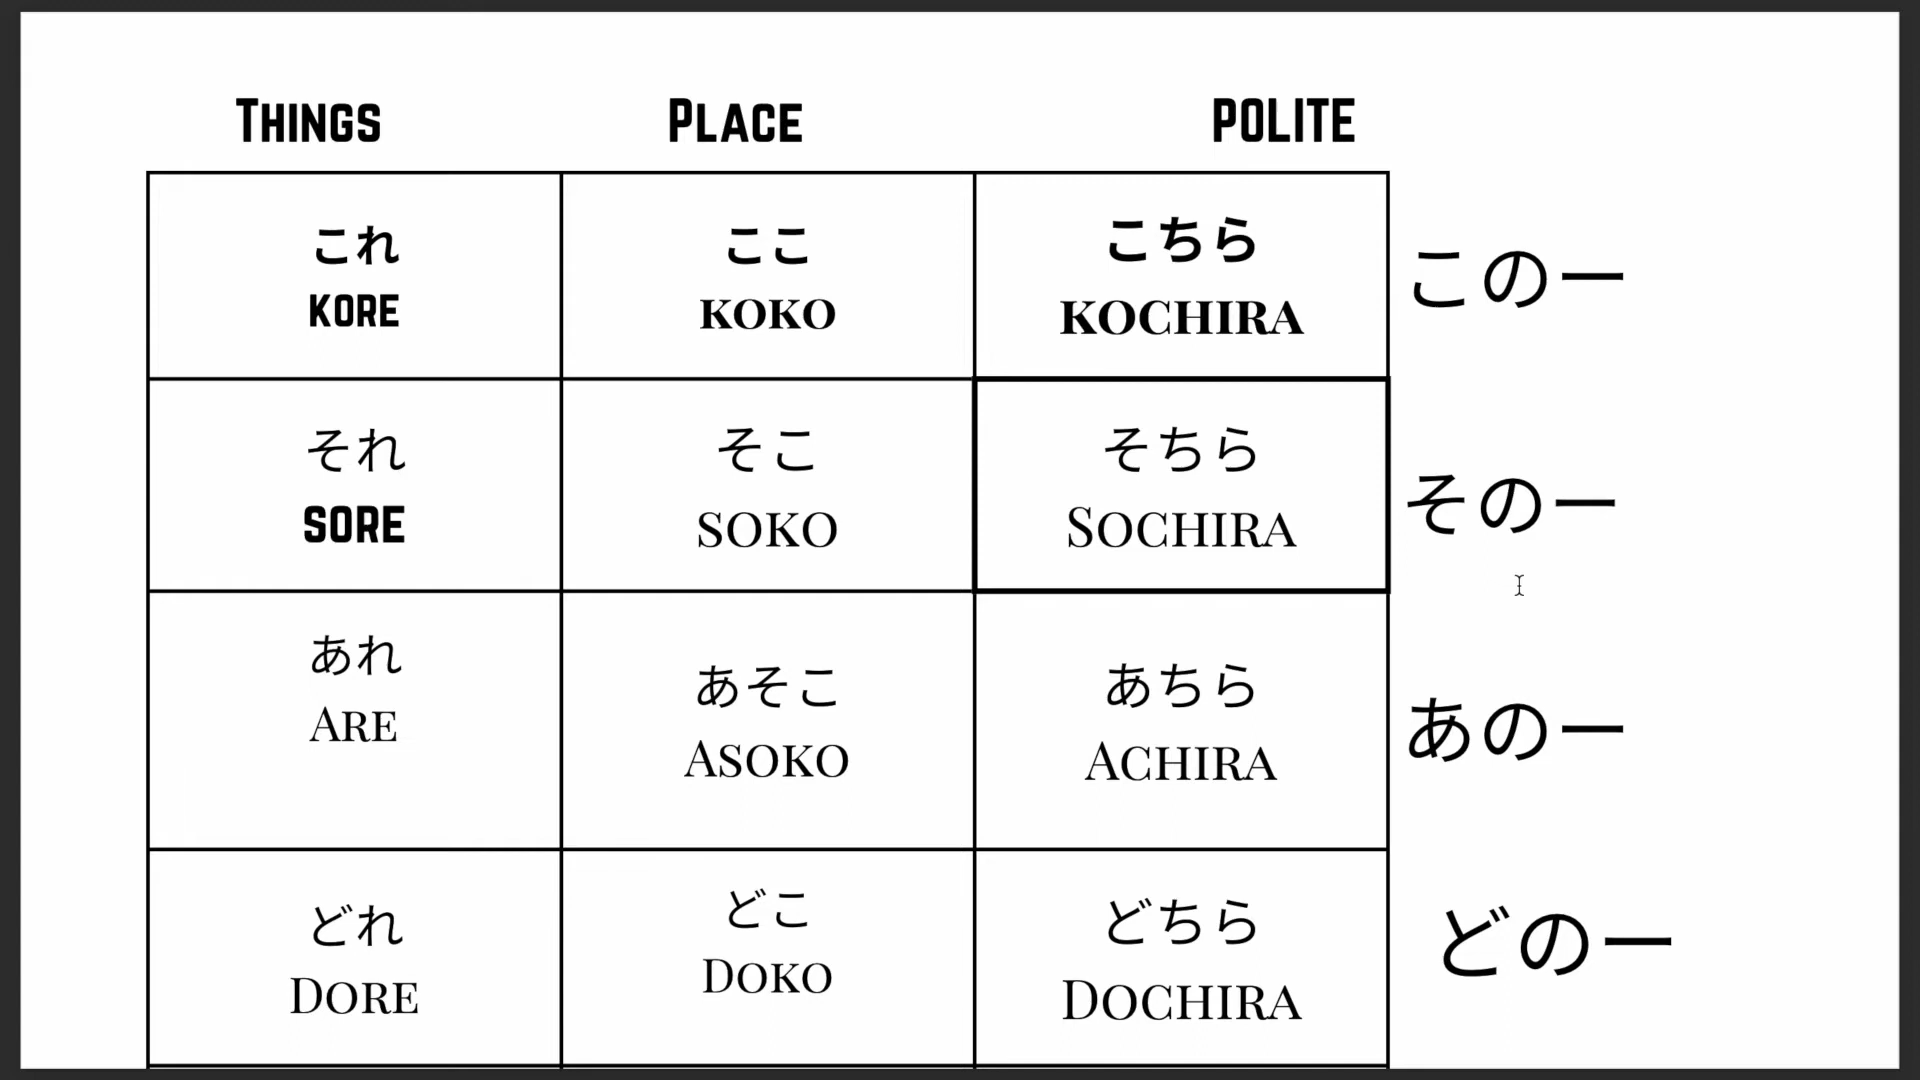 Things
Place
POLITE
これ
KORE
ここ
KOKO
こちら
KOCHIRA
このー
それ
SORE
そこ
SOKO
そちら
Sochira
そのー
あれ
Are
あそこ
Asoko
あちら
Achira
あのー
どれ
Dore
どこ
Doko
どちら
Dochira
どのー